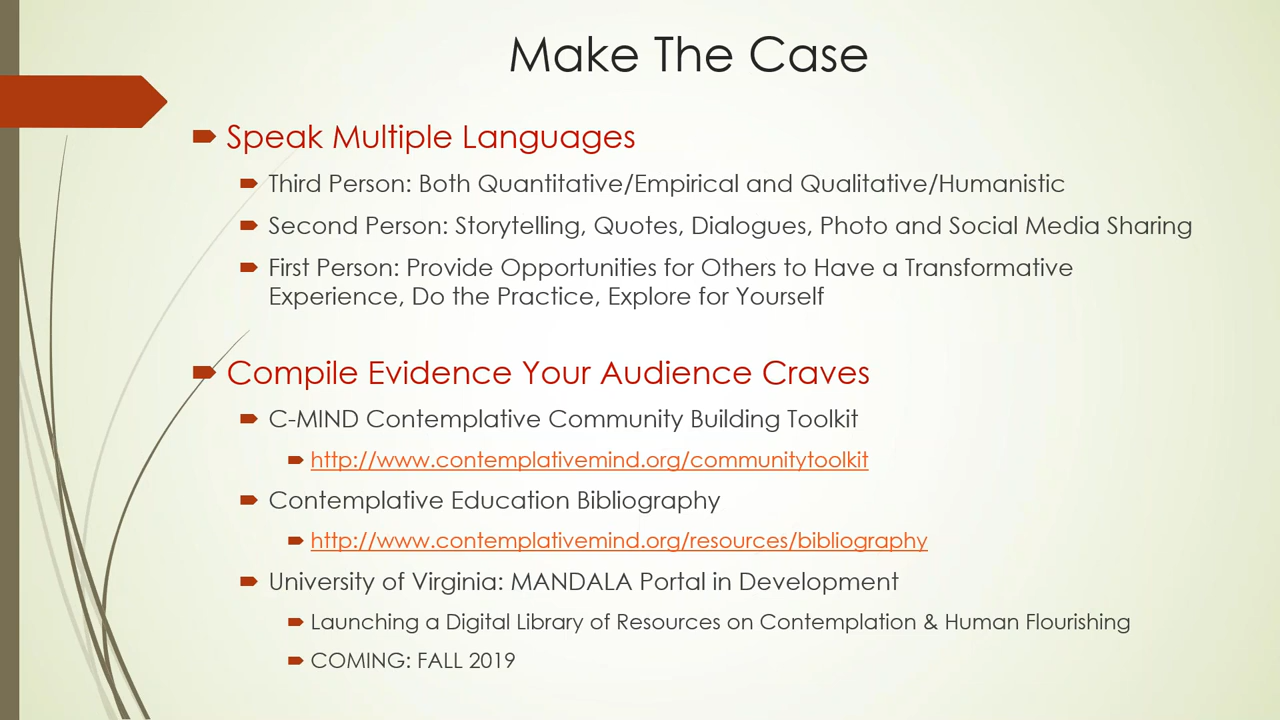 Make The Case
Speak Multiple Languages
Third Person: Both Quantitative/Empirical and Qualitative/Humanistic
Second Person: Storytelling, Quotes, Dialogues, Photo and Social Media Sharing
First Person: Provide Opportunities for Others to Have a Transformative
Experience, Do the Practice, Explore for Yourself
Compile Evidence Your Audience Craves
C-MIND Contemplative Community Building Toolkit
http://www.contemplativemind.org/communitytoolkit
Contemplative Education Bibliography
http://www.contemplativemind.org/resources/bibliography
University of Virginia: MANDALA Portal in Development
Launching a Digital Library of Resources on Contemplation & Human Flourishing
COMING: FALL 2019